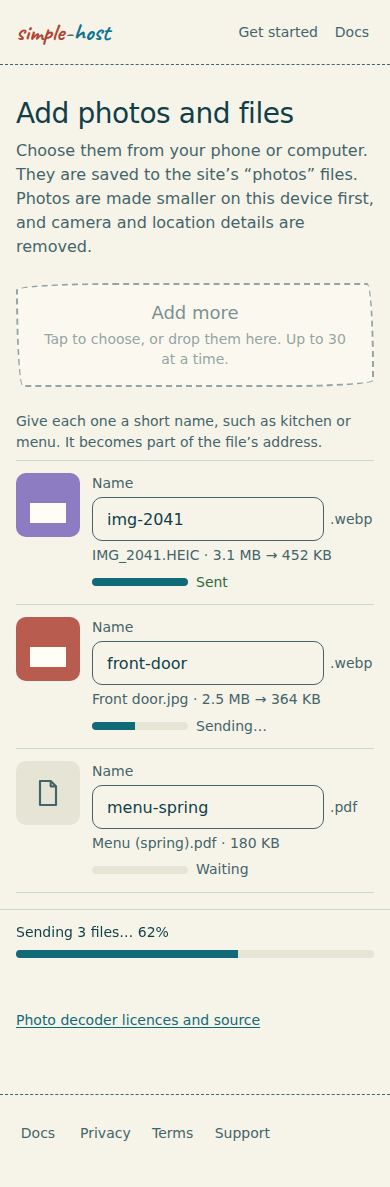 simple-host
Get started Docs
Add photos and files
Choose them from your phone or computer.
They are saved to the site’s “photos” files.
Photos are made smaller on this device first,
and camera and location details are
removed.
Add more
Tap to choose, or drop them here. Up to 30
at a time.
Give each one a short name, such as kitchen or
menu. It becomes part of the file’s address.
Name
img-2041 .webp
IMG_2041.HEIC · 3.1 MB → 452 KB
Sent
Name
front-door .webp
Front door.jpg · 2.5 MB → 364 KB
Sending…
Name
menu-spring .pdf
Menu (spring).pdf · 180 KB
Waiting
Sending 3 files… 62%
Photo decoder licences and source
Docs Privacy Terms Support